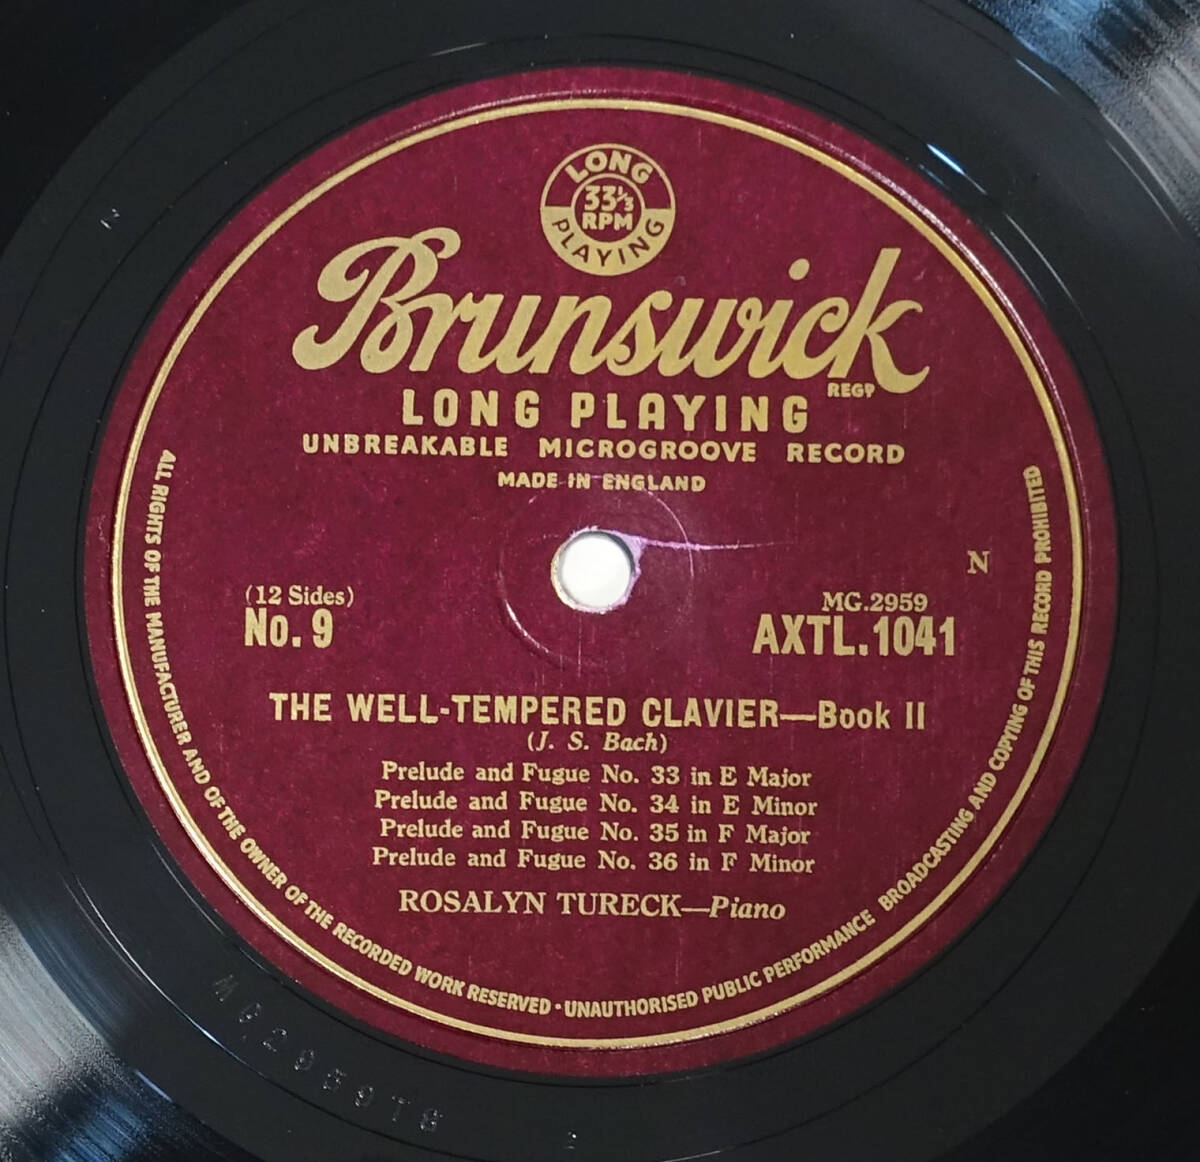 LONG
33⅓
RPM
PLAYING
Brunswick
REGD
LONG PLAYING
UNBREAKABLE MICROGROOVE RECORD
MADE IN ENGLAND
N
(12 Sides)
No. 9
MG.2959
AXTL.1041
THE WELL-TEMPERED CLAVIER—Book II
(J. S. Bach)
Prelude and Fugue No. 33 in E Major
Prelude and Fugue No. 34 in E Minor
Prelude and Fugue No. 35 in F Major
Prelude and Fugue No. 36 in F Minor
ROSALYN TURECK—Piano
ALL RIGHTS OF THE MANUFACTURER AND OF THE OWNER OF THE RECORDED WORK RESERVED · UNAUTHORISED PUBLIC PERFORMANCE BROADCASTING AND COPYING OF THIS RECORD PROHIBITED